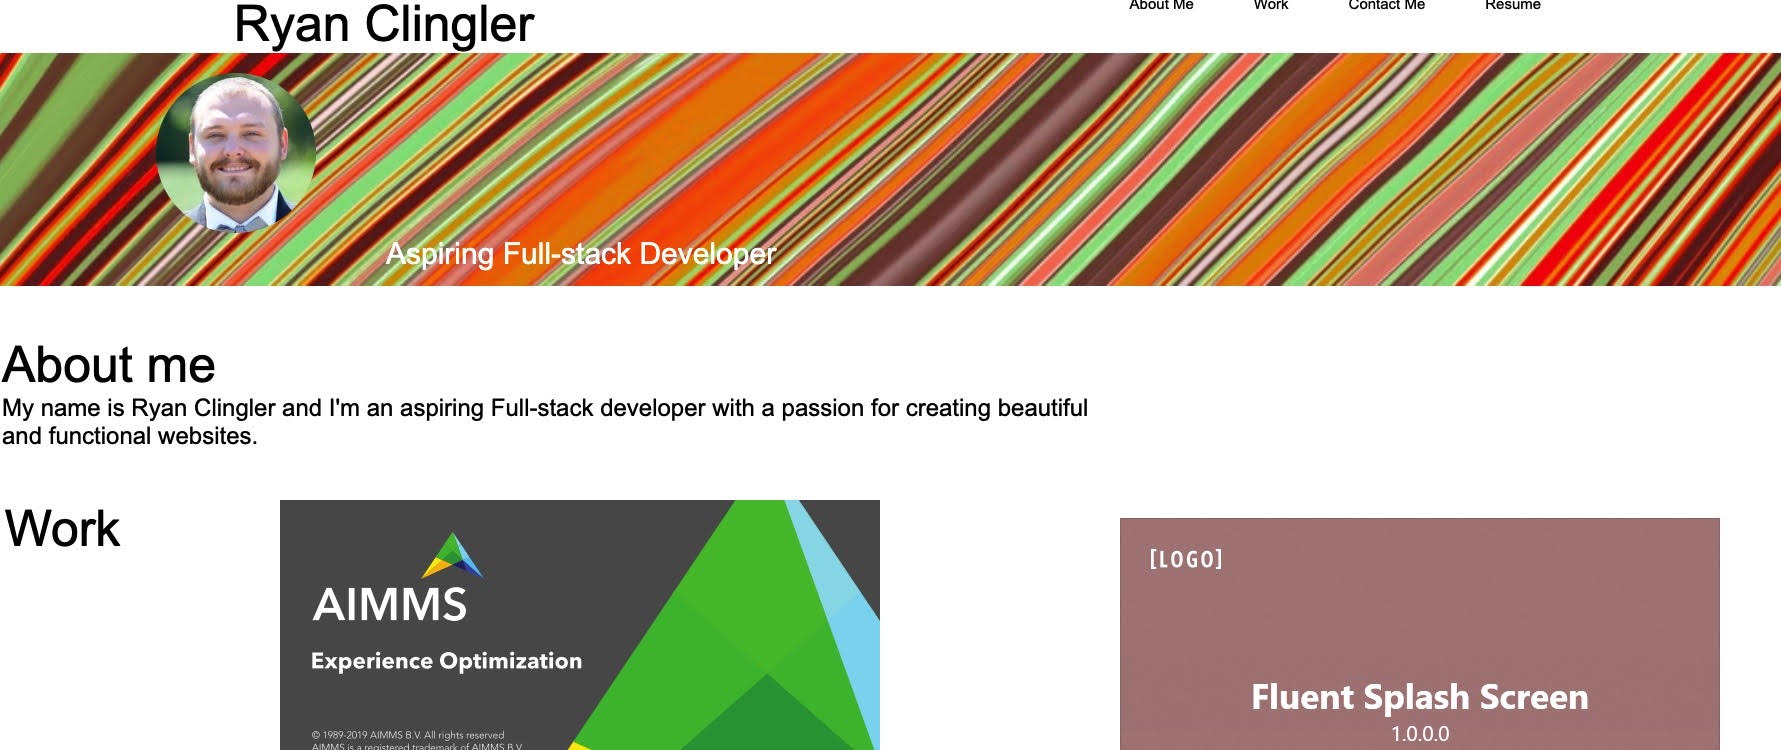 Ryan Clingler
About Me
Work
Contact Me
Resume
Aspiring Full-stack Developer
About me
My name is Ryan Clingler and I'm an aspiring Full-stack developer with a passion for creating beautiful
and functional websites.
Work
AIMMS
Experience Optimization
© 1989-2019 AIMMS B.V. All rights reserved
AIMMS is a registered trademark of AIMMS B.V.
[LOGO]
Fluent Splash Screen
1.0.0.0